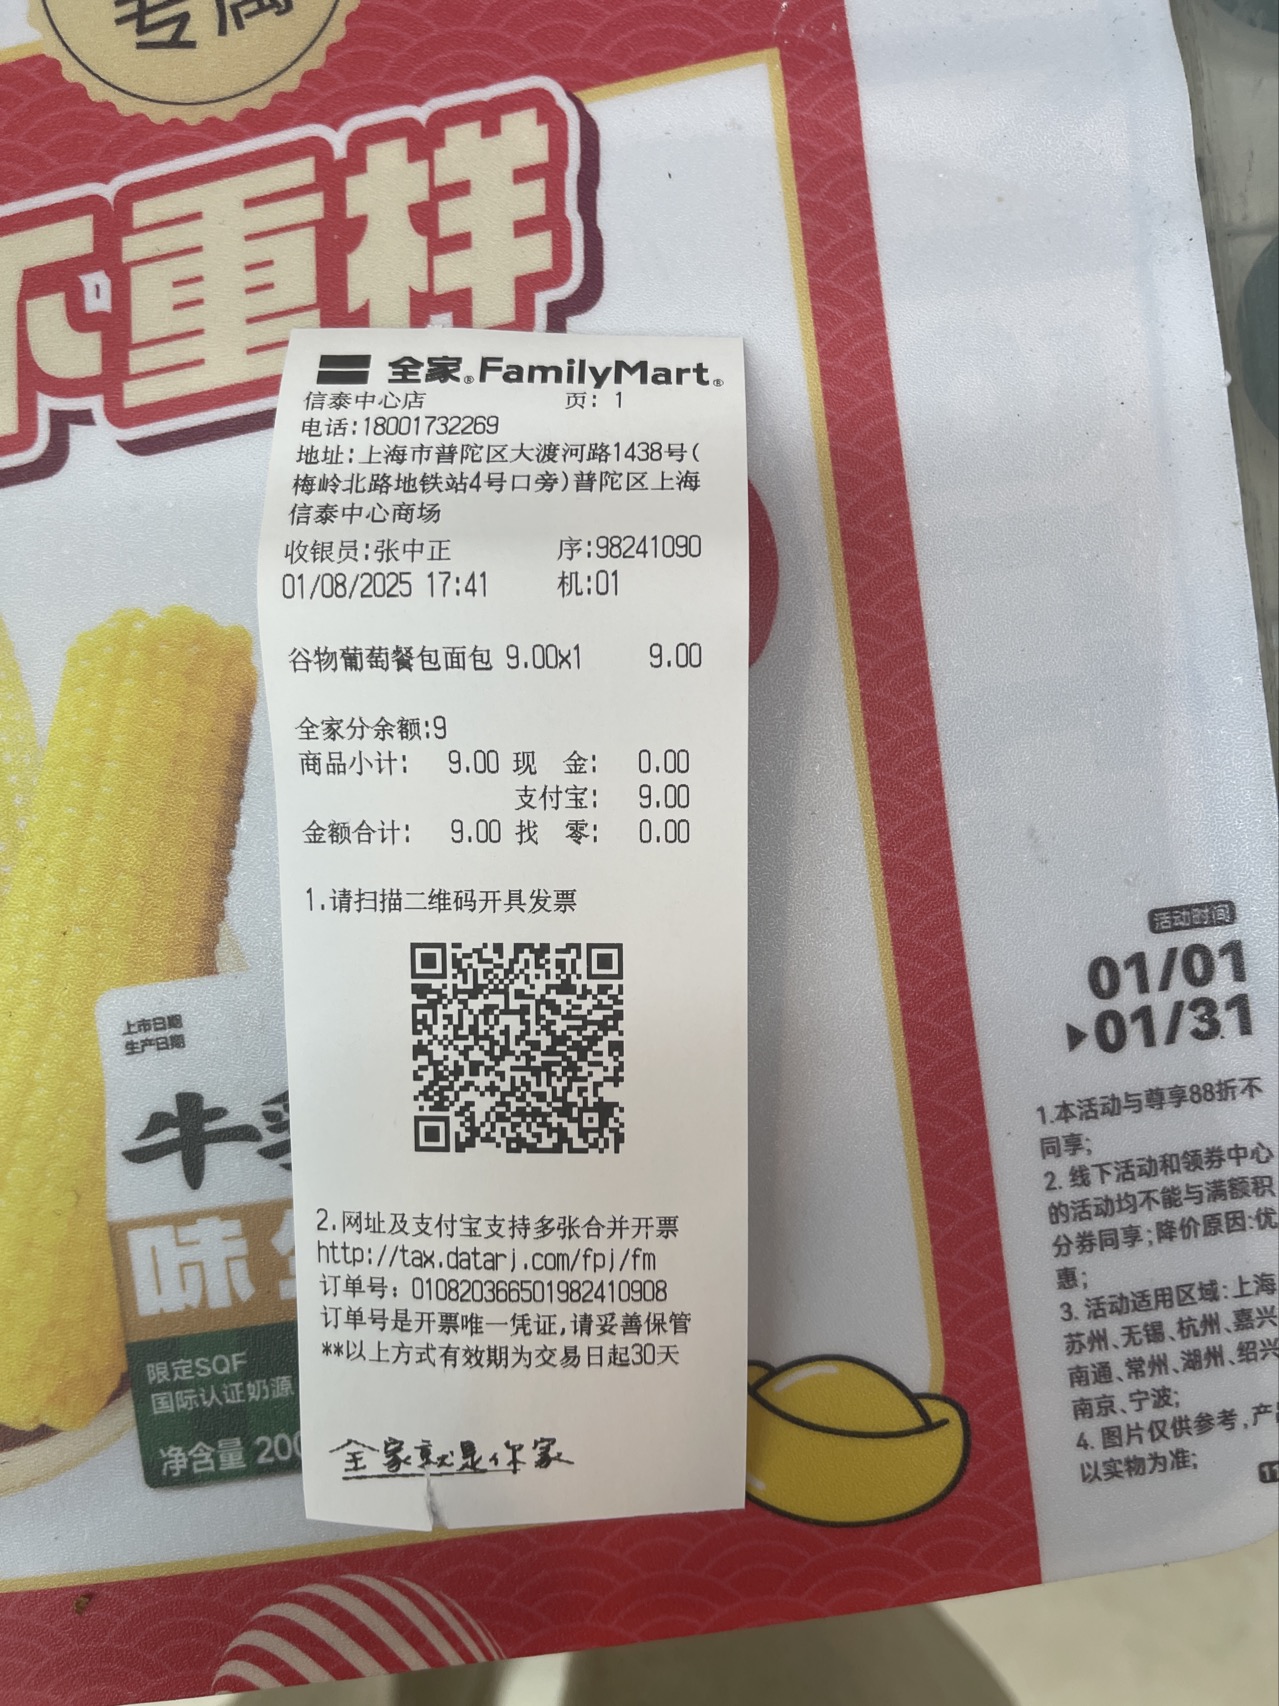 专属
不重样
全家®FamilyMart®
信泰中心店 页: 1
电话:18001732269
地址:上海市普陀区大渡河路1438号(
梅岭北路地铁站4号口旁)普陀区上海
信泰中心商场
收银员:张中正 序:98241090
01/08/2025 17:41 机:01
谷物葡萄餐包面包 9.00x1 9.00
全家分余额:9
商品小计: 9.00 现 金: 0.00
支付宝: 9.00
金额合计: 9.00 找 零: 0.00
1.请扫描二维码开具发票
2.网址及支付宝支持多张合并开票
http://tax.datarj.com/fpj/fm
订单号: 0108203665019824109​08
订单号是开票唯一凭证,请妥善保管
**以上方式有效期为交易日起30天
全家就是你家
上市日期
生产日期
牛
味
限定SQF
国际认证奶源
净含量 200
活动时间
01/01
▶01/31
1.本活动与尊享88折不
同享;
2. 线下活动和领券中心
的活动均不能与满额积
分券同享;降价原因:优
惠;
3. 活动适用区域:上海
苏州、无锡、杭州、嘉兴
南通、常州、湖州、绍兴
南京、宁波;
4. 图片仅供参考,产
以实物为准;